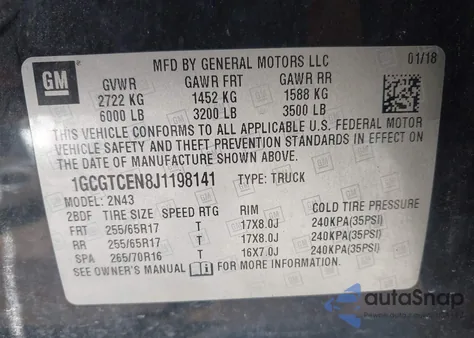 MFD BY GENERAL MOTORS LLC 01/18
GM
GVWR GAWR FRT GAWR RR
2722 KG 1452 KG 1588 KG
6000 LB 3200 LB 3500 LB
THIS VEHICLE CONFORMS TO ALL APPLICABLE U.S. FEDERAL MOTOR
VEHICLE SAFETY AND THEFT PREVENTION STANDARDS IN EFFECT ON
THE DATE OF MANUFACTURE SHOWN ABOVE.
1GCGTCEN8J1198141 TYPE: TRUCK
MODEL: 2N43
2BDF TIRE SIZE SPEED RTG RIM COLD TIRE PRESSURE
FRT 255/65R17 T 17X8.0J 240KPA(35PSI)
RR 255/65R17 T 17X8.0J 240KPA(35PSI)
SPA 265/70R16 T 16X7.0J 240KPA(35PSI)
SEE OWNER'S MANUAL i FOR MORE INFORMATION.
autoSnap